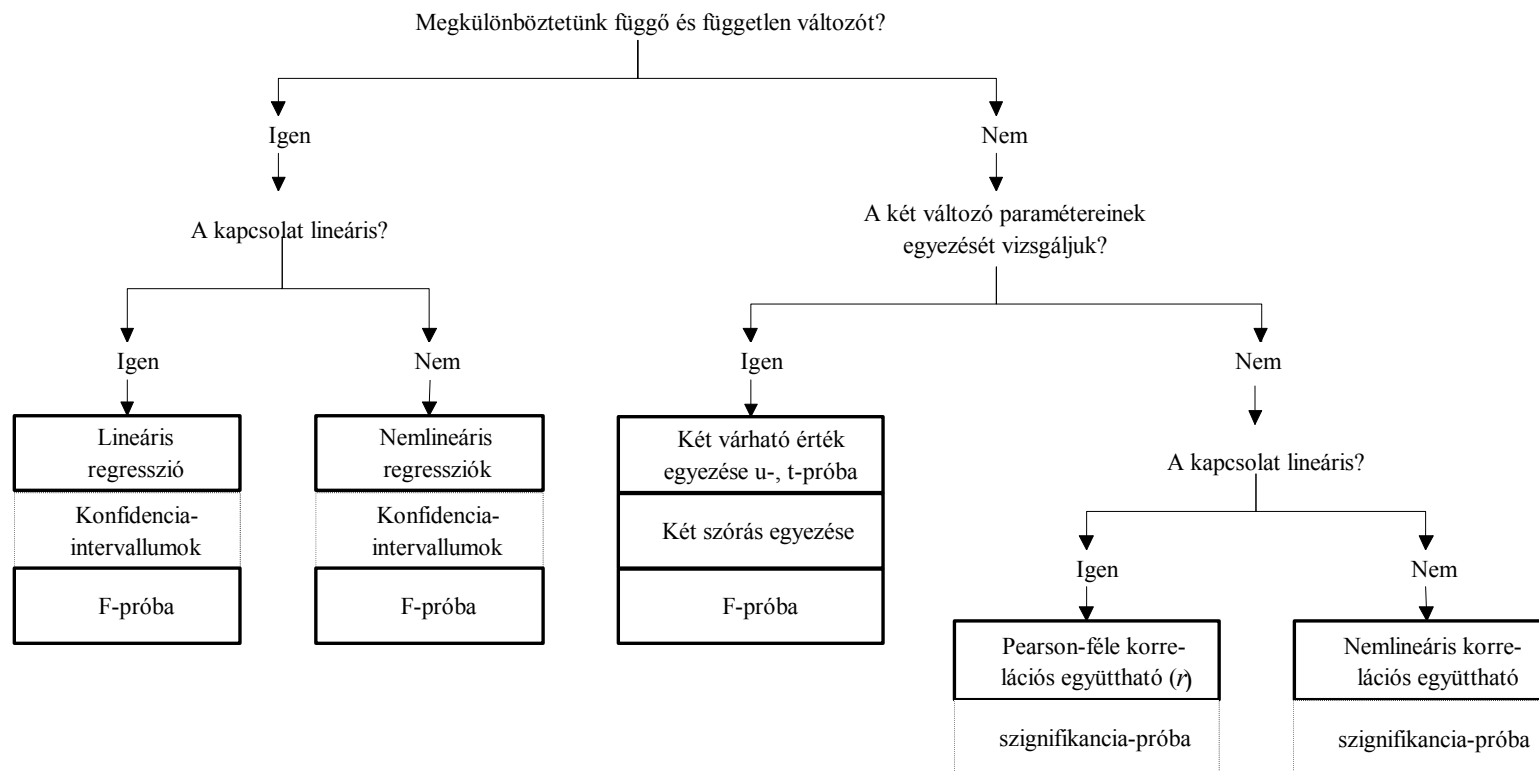 Megkülönböztetünk függő és független változót?
Igen
Nem
A kapcsolat lineáris?
A két változó paramétereinek
egyezését vizsgáljuk?
Igen
Nem
Igen
Nem
Lineáris
regresszió
Konfidencia-
intervallumok
F-próba
Nemlineáris
regressziók
Konfidencia-
intervallumok
F-próba
Két várható érték
egyezése u-, t-próba
Két szórás egyezése
F-próba
A kapcsolat lineáris?
Igen
Nem
Pearson-féle korre-
lációs együttható (r)
szignifikancia-próba
Nemlineáris korre-
lációs együttható
szignifikancia-próba